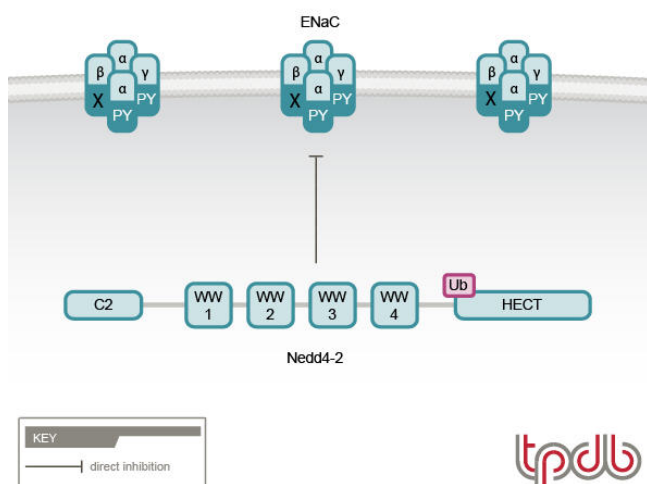 ENaC
α α α
β γ β γ β γ
α α α
X PY X PY X PY
PY PY PY
Ub
C2 WW 1 WW 2 WW 3 WW 4 HECT
Nedd4-2
KEY
direct inhibition
tpdb